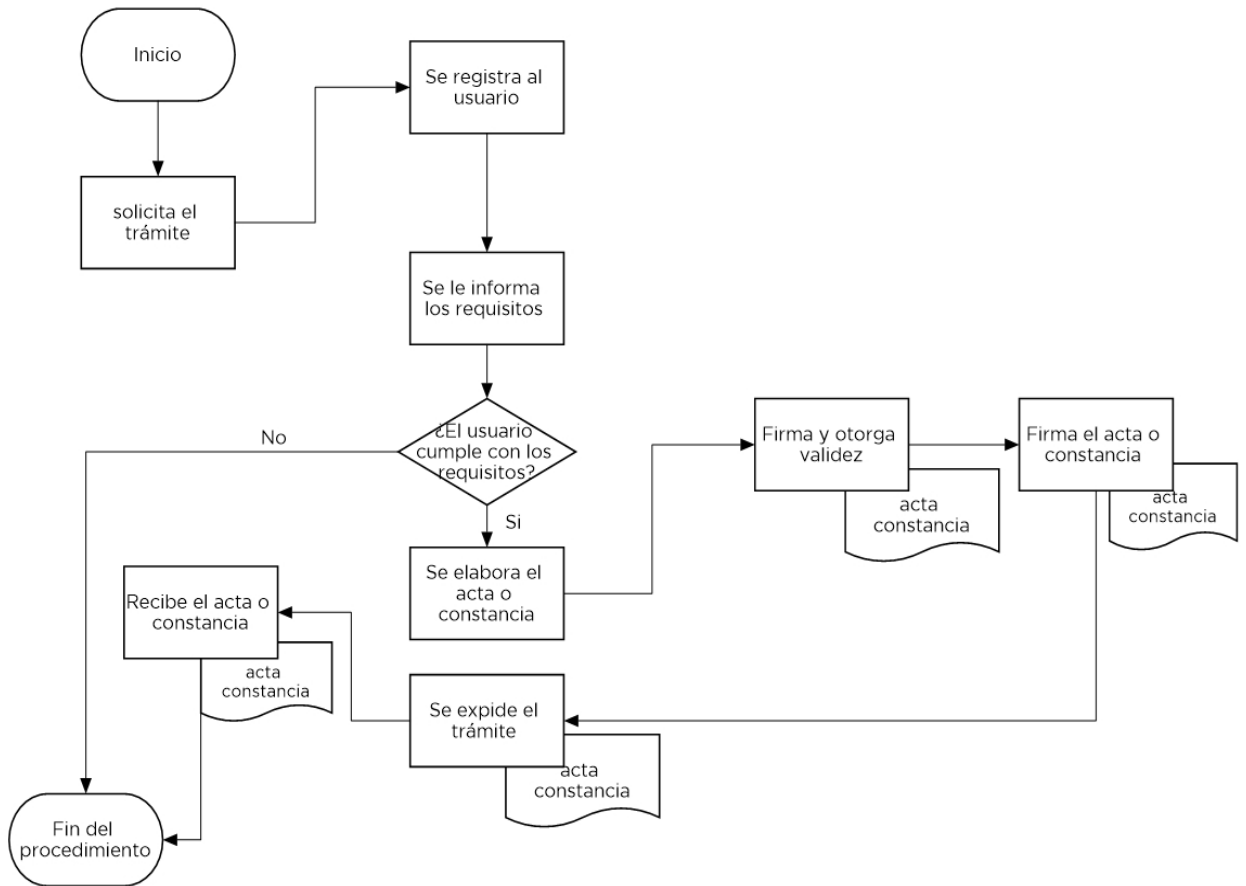 Inicio
solicita el
trámite
Se registra al
usuario
Se le informa
los requisitos
¿El usuario
cumple con los
requisitos?
No
Si
Se elabora el
acta o
constancia
Firma y otorga
validez
acta
constancia
Firma el acta o
constancia
acta
constancia
Se expide el
trámite
acta
constancia
Recibe el acta o
constancia
acta
constancia
Fin del
procedimiento